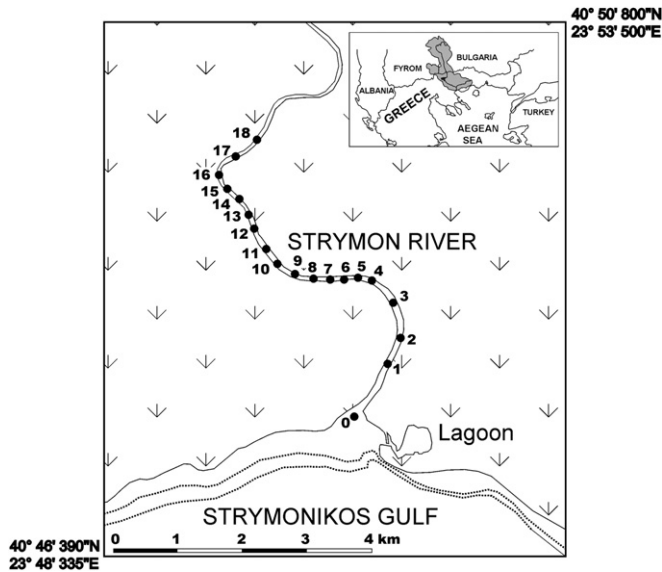 40° 50' 800"N
23° 53' 500"E
BULGARIA
FYROM
ALBANIA
GREECE
TURKEY
AEGEAN
SEA
18
17
16
15
14
13
12
11
10
9
8
7
6
5
4
3
2
1
0
STRYMON RIVER
Lagoon
STRYMONIKOS GULF
40° 46' 390"N
23° 48' 335"E
0 1 2 3 4 km